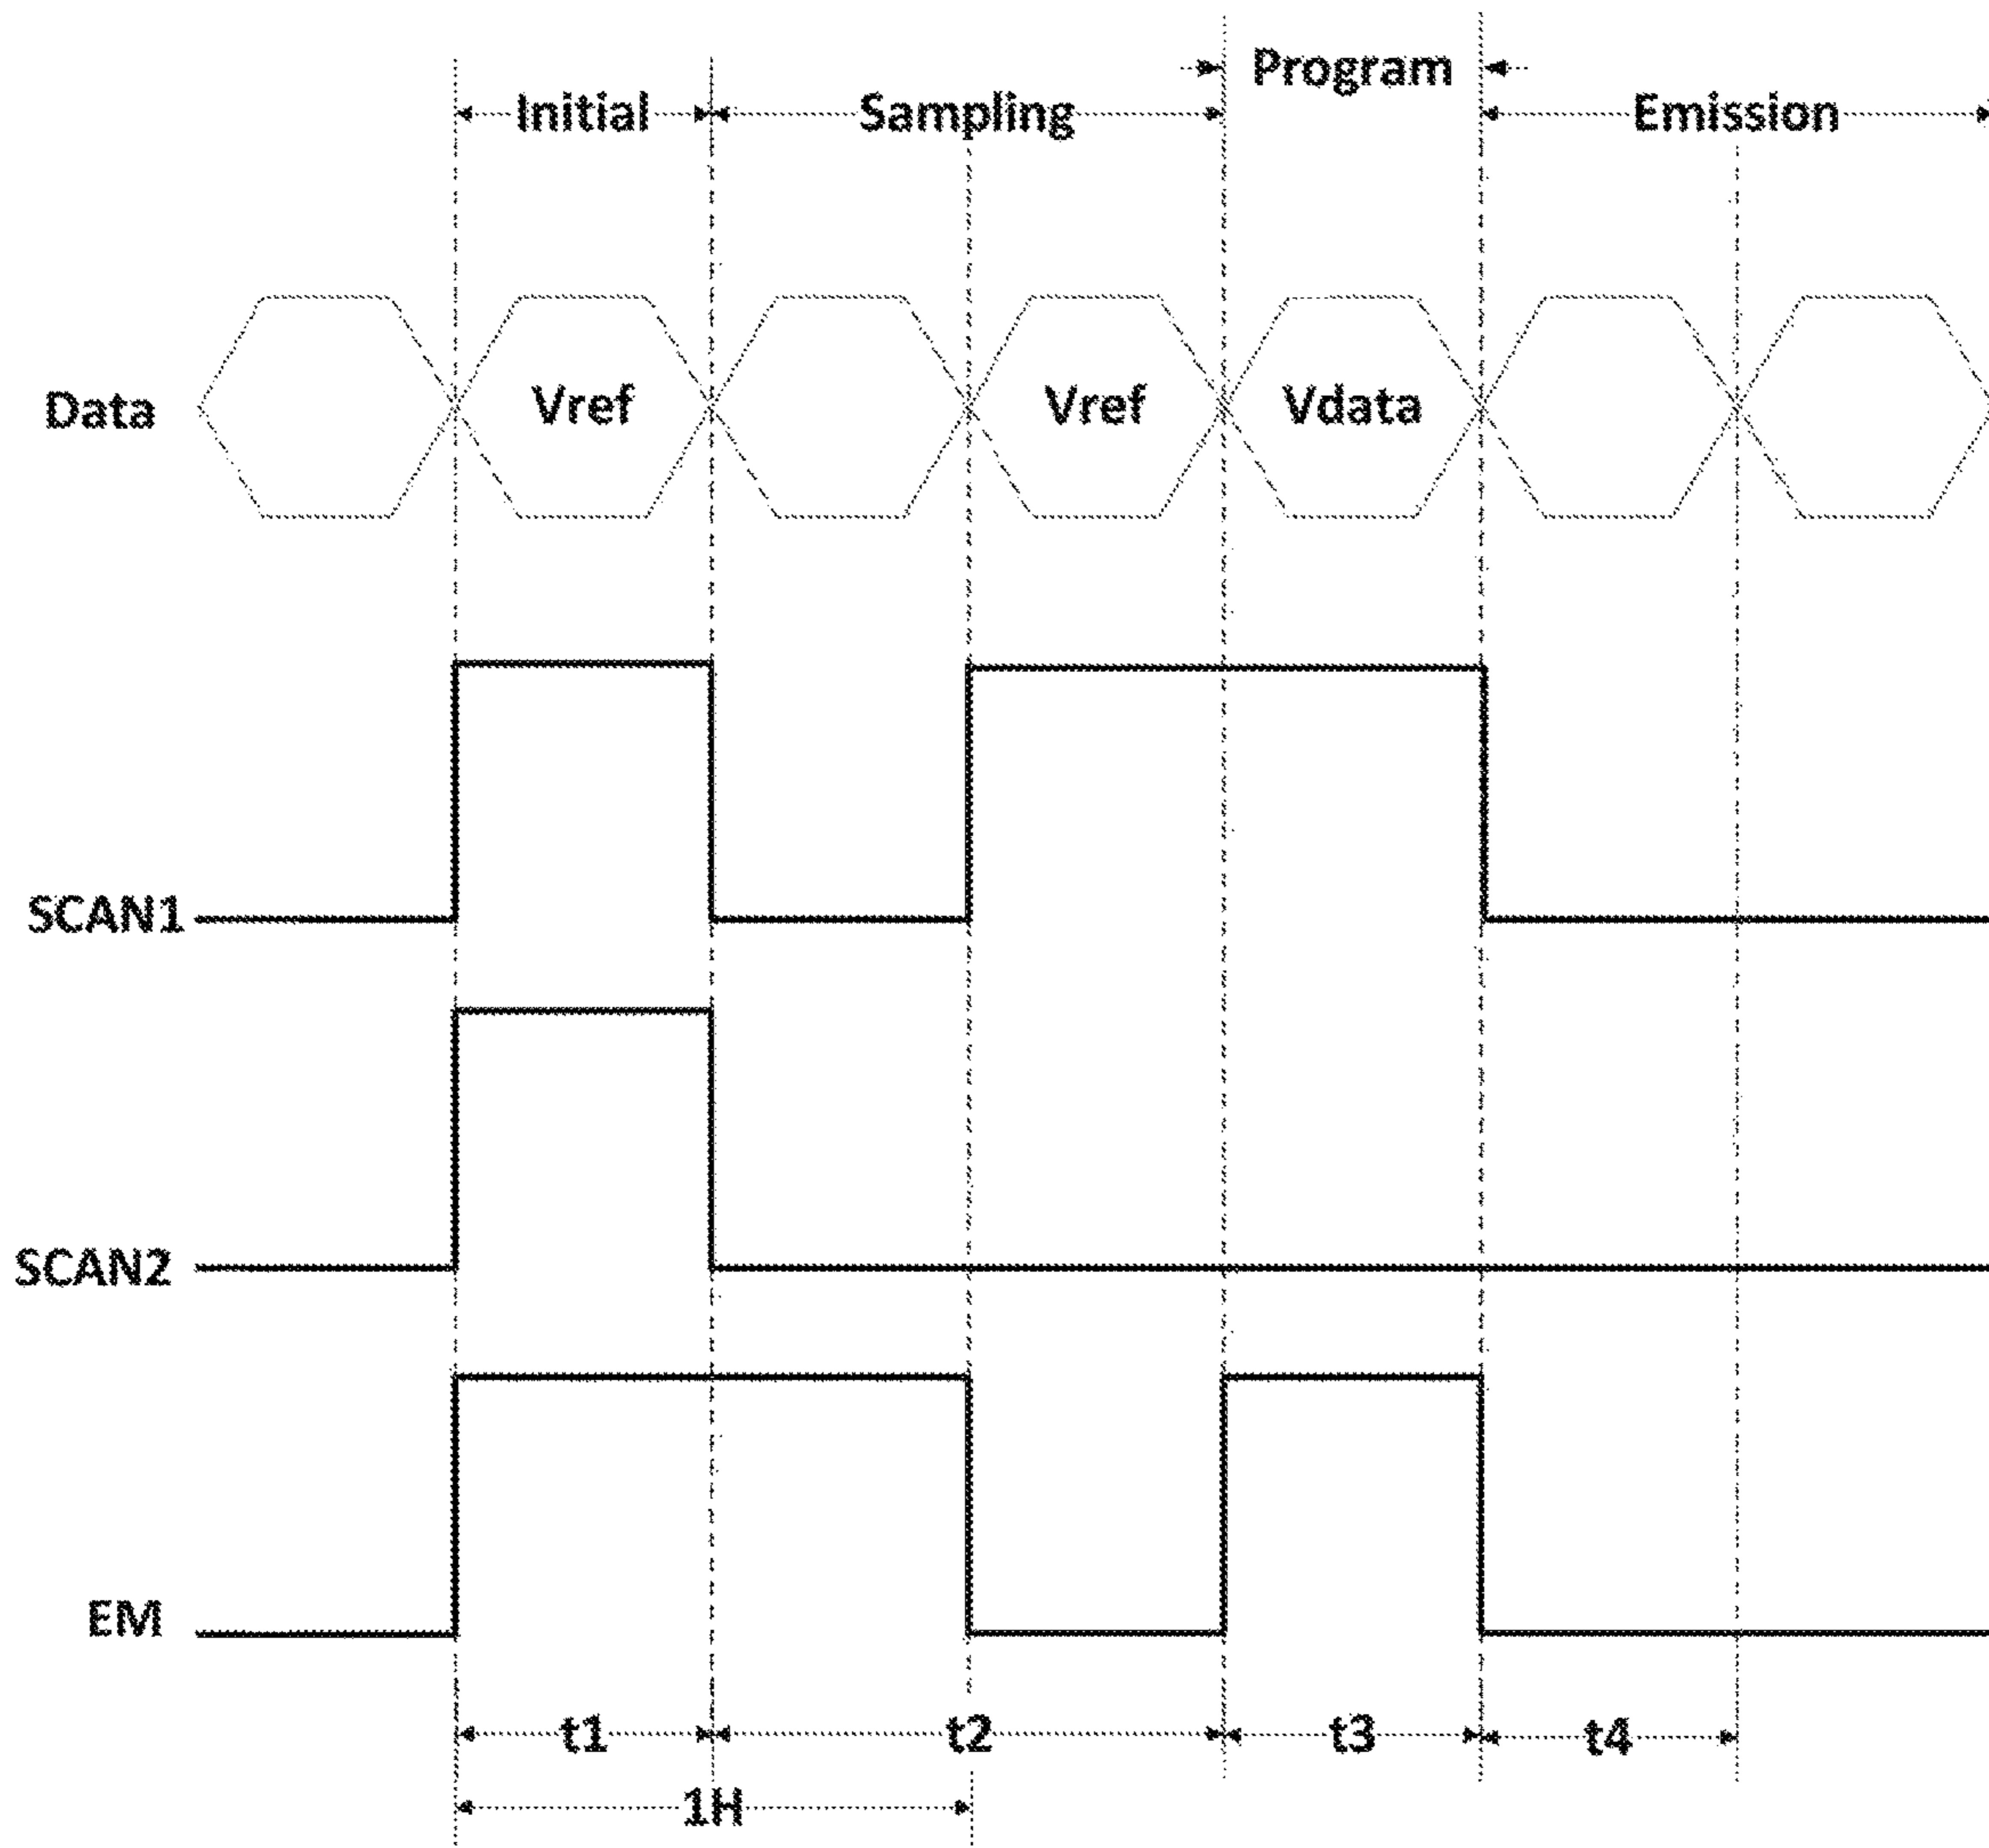 Program
Initial Sampling Emission
Data Vref Vref Vdata
SCAN1
SCAN2
EM
t1 t2 t3 t4
1H